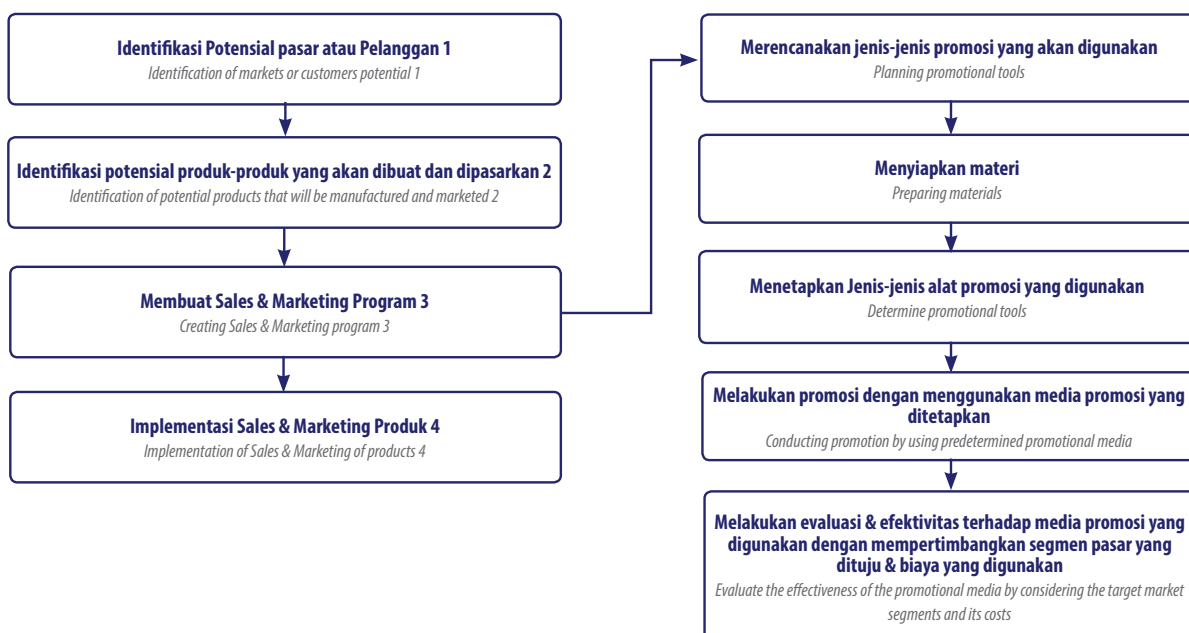 Identifikasi Potensial pasar atau Pelanggan 1
Identification of markets or customers potential 1
Identifikasi potensial produk-produk yang akan dibuat dan dipasarkan 2
Identification of potential products that will be manufactured and marketed 2
Membuat Sales & Marketing Program 3
Creating Sales & Marketing program 3
Implementasi Sales & Marketing Produk 4
Implementation of Sales & Marketing of products 4
Merencanakan jenis-jenis promosi yang akan digunakan
Planning promotional tools
Menyiapkan materi
Preparing materials
Menetapkan Jenis-jenis alat promosi yang digunakan
Determine promotional tools
Melakukan promosi dengan menggunakan media promosi yang
ditetapkan
Conducting promotion by using predetermined promotional media
Melakukan evaluasi & efektivitas terhadap media promosi yang
digunakan dengan mempertimbangkan segmen pasar yang
dituju & biaya yang digunakan
Evaluate the effectiveness of the promotional media by considering the target market
segments and its costs